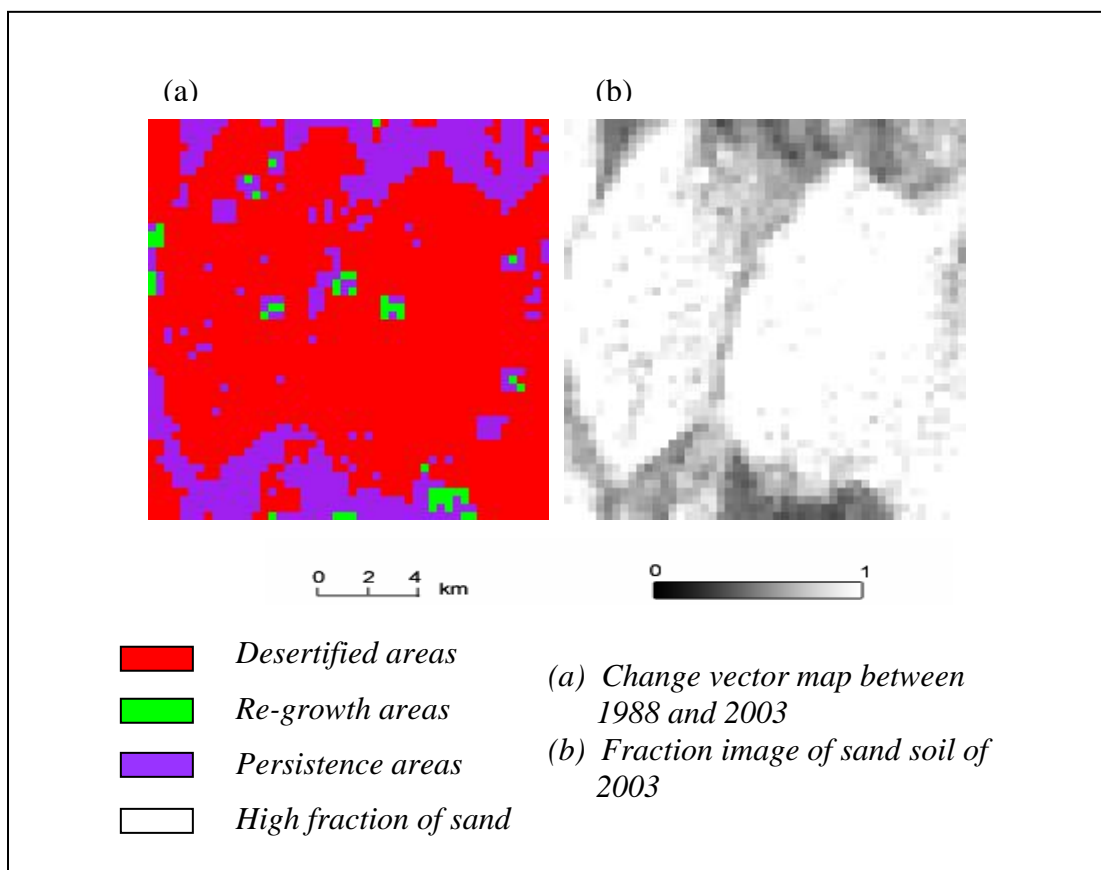 (a)
(b)
0 2 4 km
0 1
Desertified areas
Re-growth areas
Persistence areas
High fraction of sand
(a) Change vector map between
1988 and 2003
(b) Fraction image of sand soil of
2003